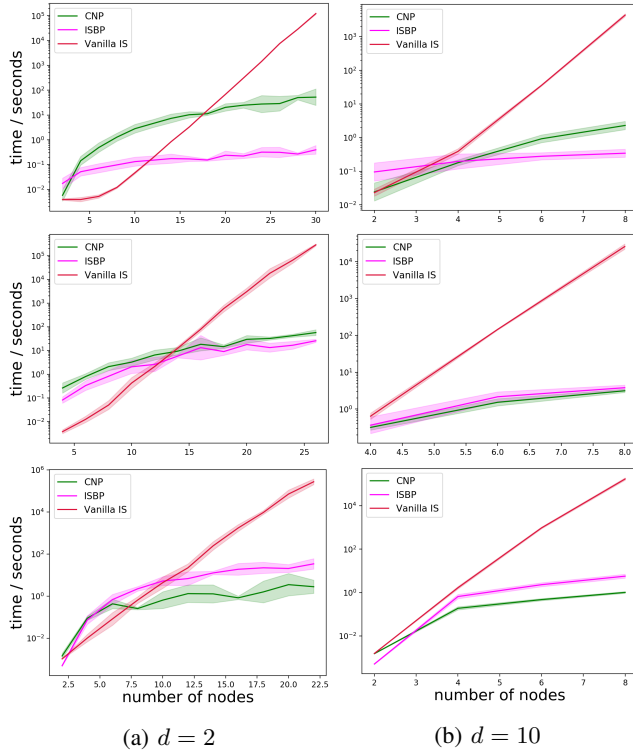 CNP
ISBP
Vanilla IS
time / seconds
10^5
10^4
10^3
10^2
10^1
10^0
10^-1
10^-2
5 10 15 20 25 30
CNP
ISBP
Vanilla IS
10^3
10^2
10^1
10^0
10^-1
10^-2
2 3 4 5 6 7 8
CNP
ISBP
Vanilla IS
time / seconds
10^5
10^4
10^3
10^2
10^1
10^0
10^-1
10^-2
5 10 15 20 25
CNP
ISBP
Vanilla IS
10^4
10^3
10^2
10^1
10^0
4.0 4.5 5.0 5.5 6.0 6.5 7.0 7.5 8.0
CNP
ISBP
Vanilla IS
time / seconds
10^6
10^4
10^2
10^0
10^-2
2.5 5.0 7.5 10.0 12.5 15.0 17.5 20.0 22.5
number of nodes
CNP
ISBP
Vanilla IS
10^4
10^2
10^0
10^-2
2 3 4 5 6 7 8
number of nodes
(a) d = 2
(b) d = 10